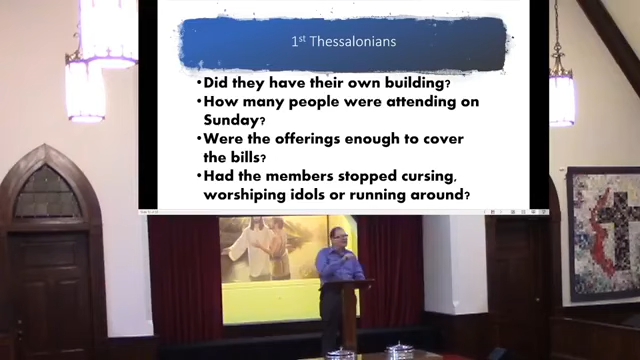 1st Thessalonians
•Did they have their own building?
•How many people were attending on
Sunday?
•Were the offerings enough to cover
the bills?
•Had the members stopped cursing,
worshiping idols or running around?